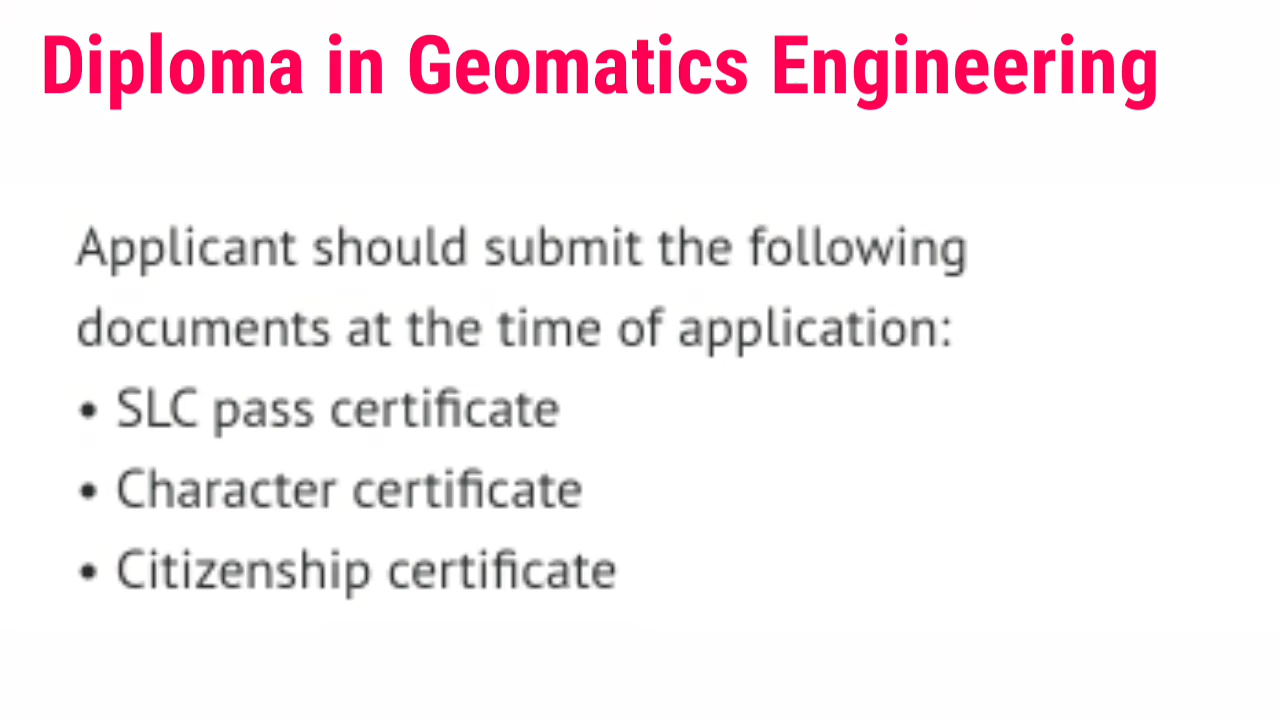 Diploma in Geomatics Engineering
Applicant should submit the following
documents at the time of application:
• SLC pass certificate
• Character certificate
• Citizenship certificate